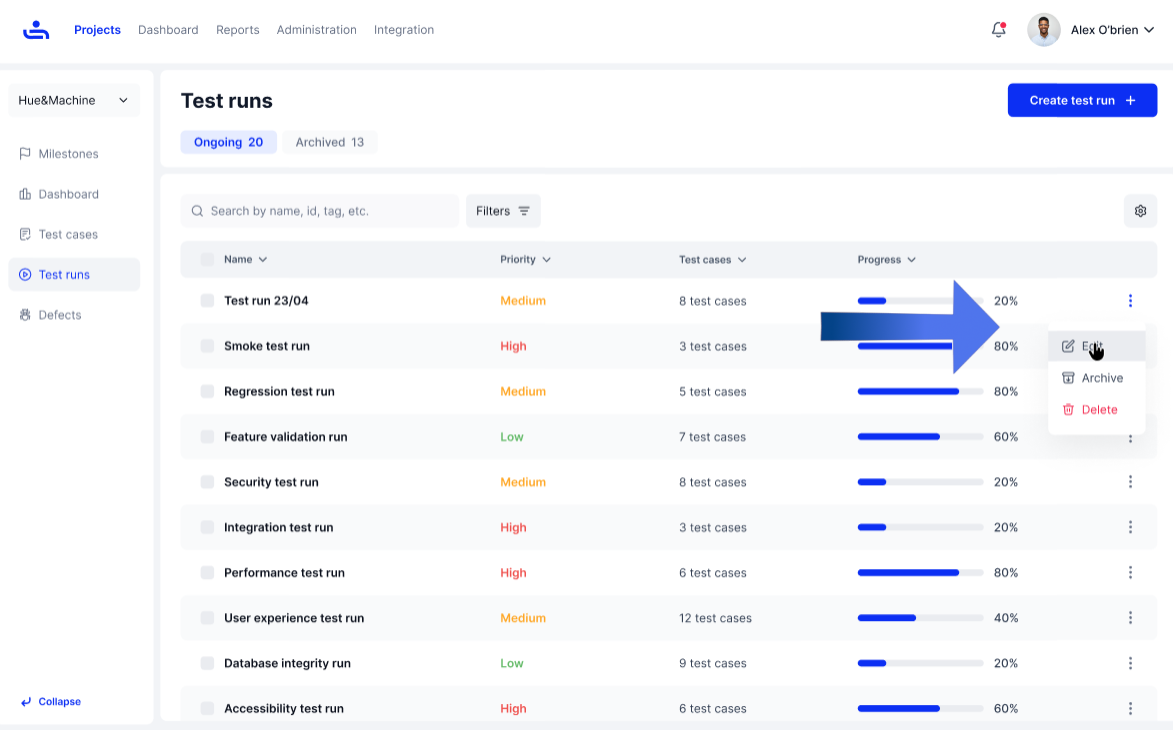 Projects Dashboard Reports Administration Integration Alex O'brien
Hue&Machine
Milestones
Dashboard
Test cases
Test runs
Defects
Collapse
Test runs
Create test run +
Ongoing 20 Archived 13
Search by name, id, tag, etc. Filters
Name Priority Test cases Progress
Test run 23/04 Medium 8 test cases 20%
Smoke test run High 3 test cases 80%
Regression test run Medium 5 test cases 80%
Feature validation run Low 7 test cases 60%
Security test run Medium 8 test cases 20%
Integration test run High 3 test cases 20%
Performance test run High 6 test cases 80%
User experience test run Medium 12 test cases 40%
Database integrity run Low 9 test cases 20%
Accessibility test run High 6 test cases 60%
Edit
Archive
Delete